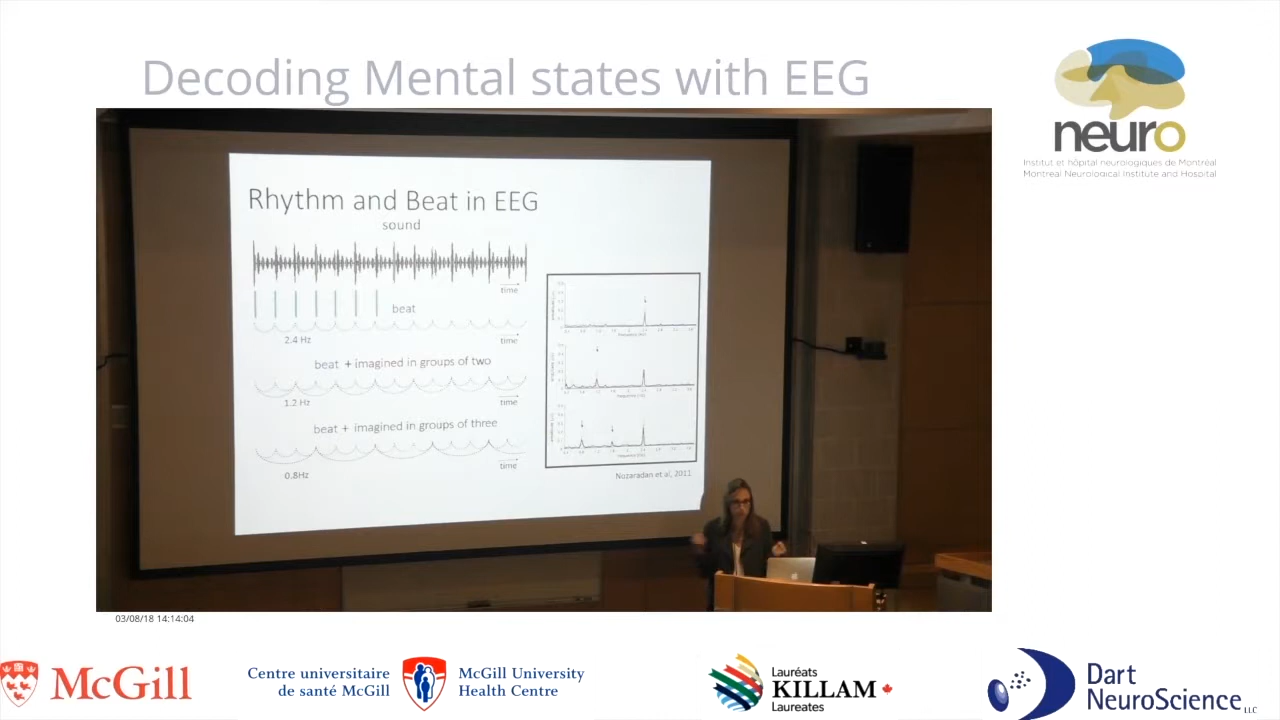 Decoding Mental states with EEG
neuro
Institut et hôpital neurologiques de Montréal
Montreal Neurological Institute and Hospital
Rhythm and Beat in EEG
sound
time
beat
2.4 Hz
time
beat + imagined in groups of two
1.2 Hz
time
beat + imagined in groups of three
0.8Hz
time
Nozaradan et al, 2011
03/08/18 14:14:04
McGill
Centre universitaire
de santé McGill
McGill University
Health Centre
Lauréats
KILLAM
Laureates
Dart
NeuroScience LLC